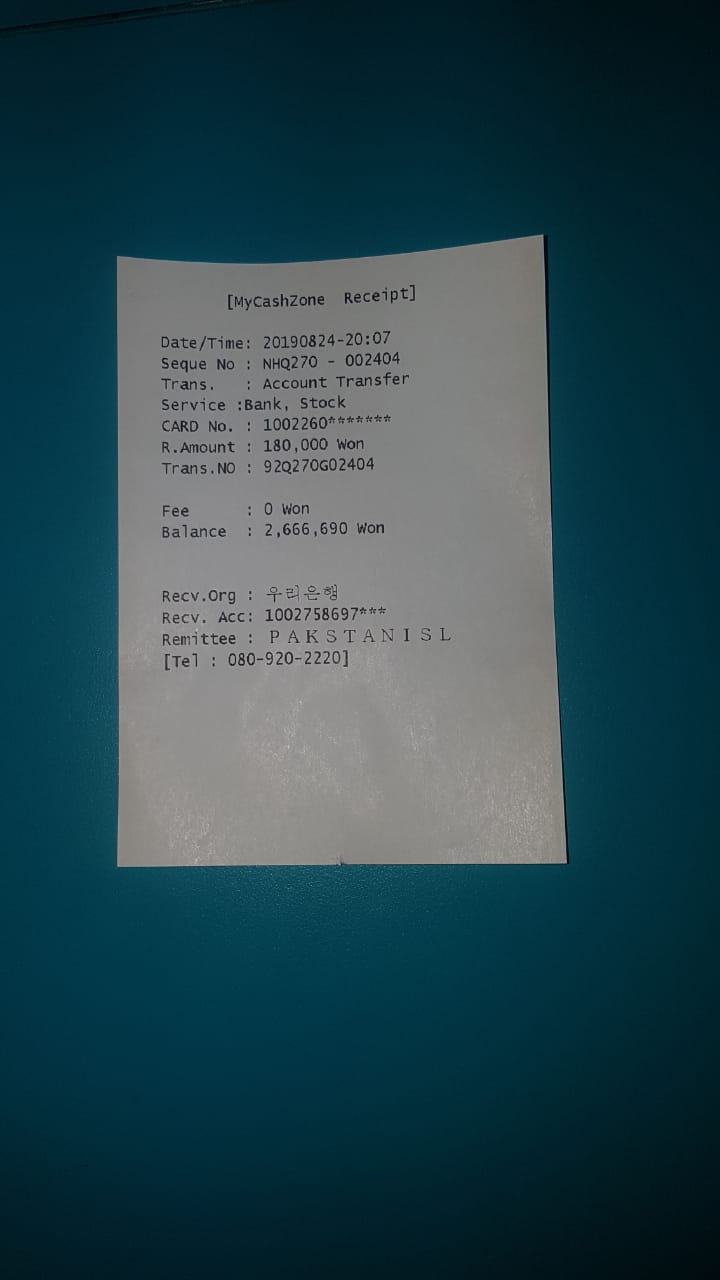 [MyCashZone Receipt]
Date/Time: 20190824-20:07
Seque No : NHQ270 - 002404
Trans. : Account Transfer
Service :Bank, Stock
CARD No. : 1002260*******
R.Amount : 180,000 Won
Trans.NO : 92Q270G02404
Fee : 0 Won
Balance : 2,666,690 Won
Recv.Org : 우리은행
Recv. Acc: 1002758697***
Remittee : ＰＡＫＳＴＡＮＩＳＬ
[Tel : 080-920-2220]